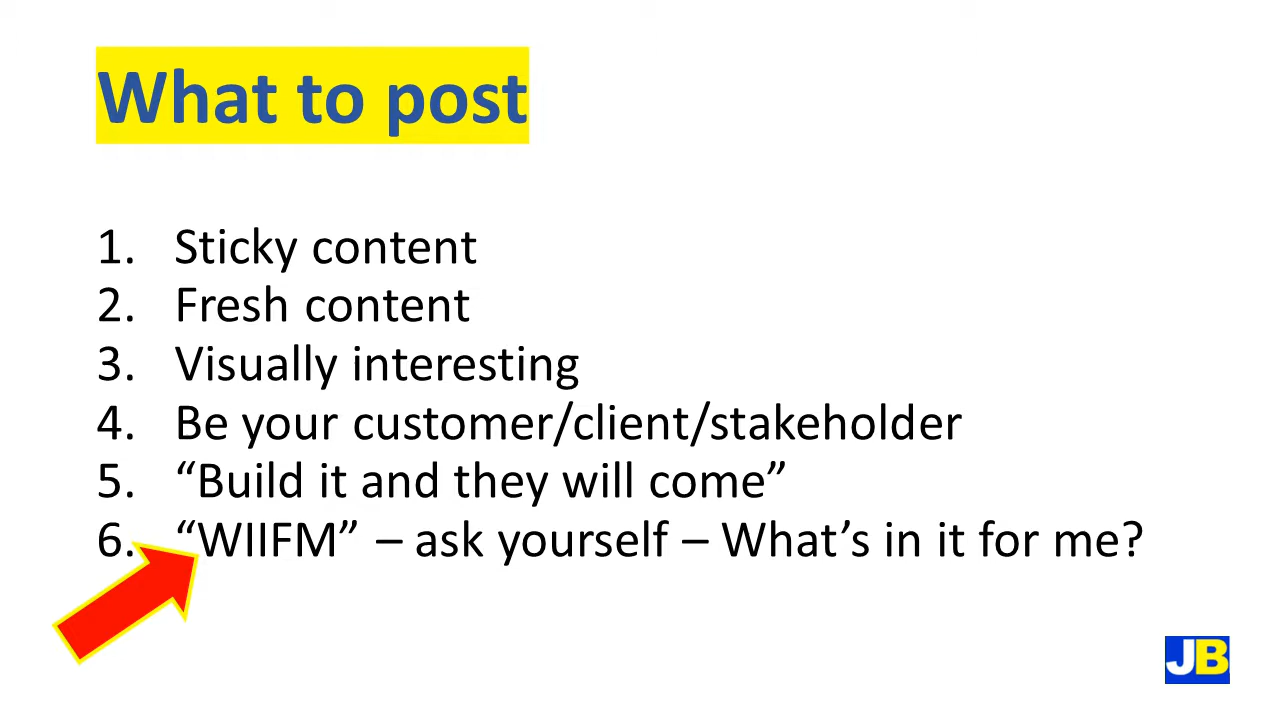 What to post
1. Sticky content
2. Fresh content
3. Visually interesting
4. Be your customer/client/stakeholder
5. “Build it and they will come”
6. “WIIFM” – ask yourself – What’s in it for me?
JB